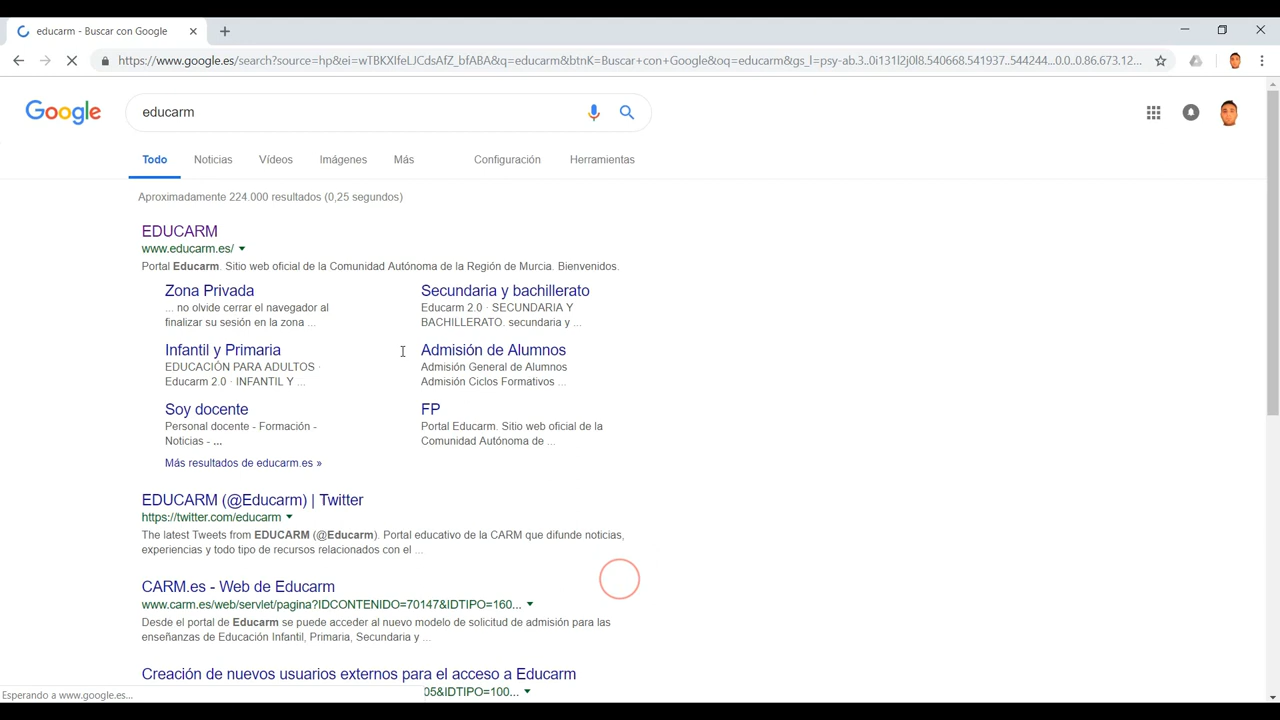 educarm - Buscar con Google
https://www.google.es/search?source=hp&ei=wTBKXIfeLJCdsAfZ_bfABA&q=educarm&btnK=Buscar+con+Google&oq=educarm&gs_l=psy-ab.3..0i131l2j0l8.540668.541937..544244...0.0..0.86.673.12...
Google
educarm
Todo Noticias Vídeos Imágenes Más Configuración Herramientas
Aproximadamente 224.000 resultados (0,25 segundos)
EDUCARM
www.educarm.es/
Portal Educarm. Sitio web oficial de la Comunidad Autónoma de la Región de Murcia. Bienvenidos.
Zona Privada
... no olvide cerrar el navegador al
finalizar su sesión en la zona ...
Secundaria y bachillerato
Educarm 2.0 · SECUNDARIA Y
BACHILLERATO. secundaria y ...
Infantil y Primaria
EDUCACIÓN PARA ADULTOS ·
Educarm 2.0 · INFANTIL Y ...
Admisión de Alumnos
Admisión General de Alumnos
Admisión Ciclos Formativos ...
Soy docente
Personal docente - Formación -
Noticias - ...
FP
Portal Educarm. Sitio web oficial de la
Comunidad Autónoma de ...
Más resultados de educarm.es »
EDUCARM (@Educarm) | Twitter
https://twitter.com/educarm
The latest Tweets from EDUCARM (@Educarm). Portal educativo de la CARM que difunde noticias,
experiencias y todo tipo de recursos relacionados con el ...
CARM.es - Web de Educarm
www.carm.es/web/servlet/pagina?IDCONTENIDO=70147&IDTIPO=160...
Desde el portal de Educarm se puede acceder al nuevo modelo de solicitud de admisión para las
enseñanzas de Educación Infantil, Primaria, Secundaria y ...
Creación de nuevos usuarios externos para el acceso a Educarm
05&IDTIPO=100...
Esperando a www.google.es...